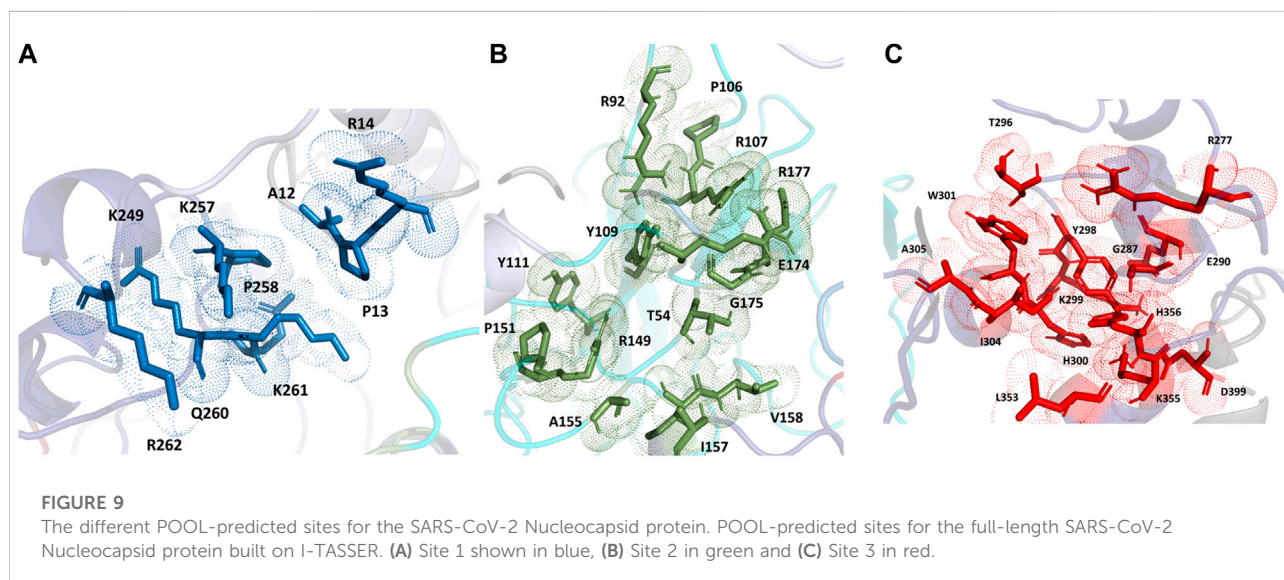 A
R14
A12
K257
K249
P258
P13
K261
Q260
R262
B
R92
P106
R107
R177
Y109
Y111
E174
G175
T54
P151
R149
A155
V158
I157
C
T296
R277
W301
Y298
G287
A305
E290
K299
H356
I304
H300
L353
K355
D399
FIGURE 9
The different POOL-predicted sites for the SARS-CoV-2 Nucleocapsid protein. POOL-predicted sites for the full-length SARS-CoV-2
Nucleocapsid protein built on I-TASSER. (A) Site 1 shown in blue, (B) Site 2 in green and (C) Site 3 in red.